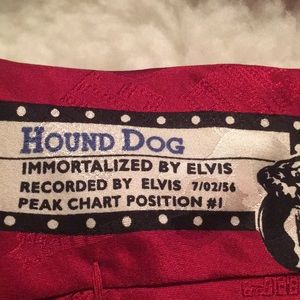 HOUND DOG
IMMORTALIZED BY ELVIS
RECORDED BY ELVIS 7/02/56
PEAK CHART POSITION #1